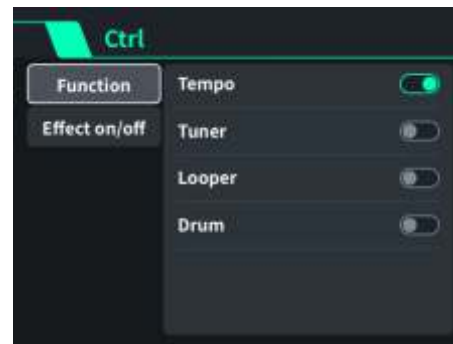 Ctrl
Function
Effect on/off
Tempo
Tuner
Looper
Drum